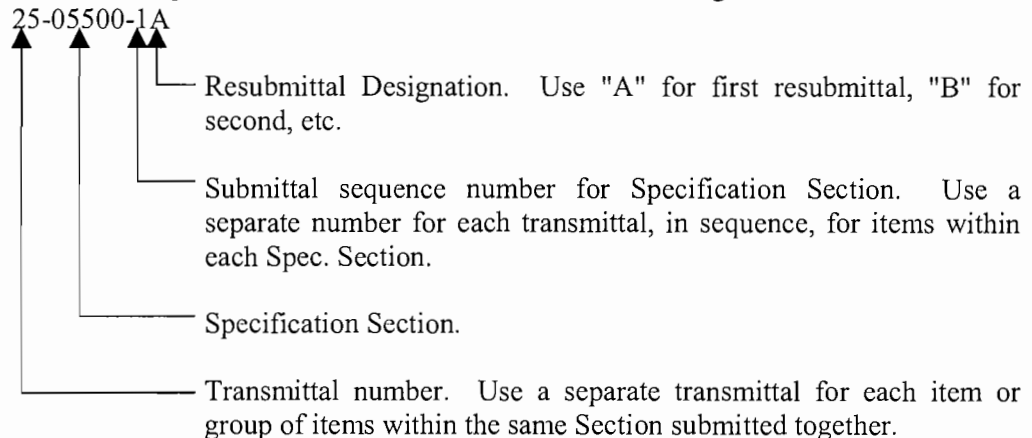 25-05500-1A
Resubmittal Designation. Use "A" for first resubmittal, "B" for
second, etc.
Submittal sequence number for Specification Section. Use a
separate number for each transmittal, in sequence, for items within
each Spec. Section.
Specification Section.
Transmittal number. Use a separate transmittal for each item or
group of items within the same Section submitted together.